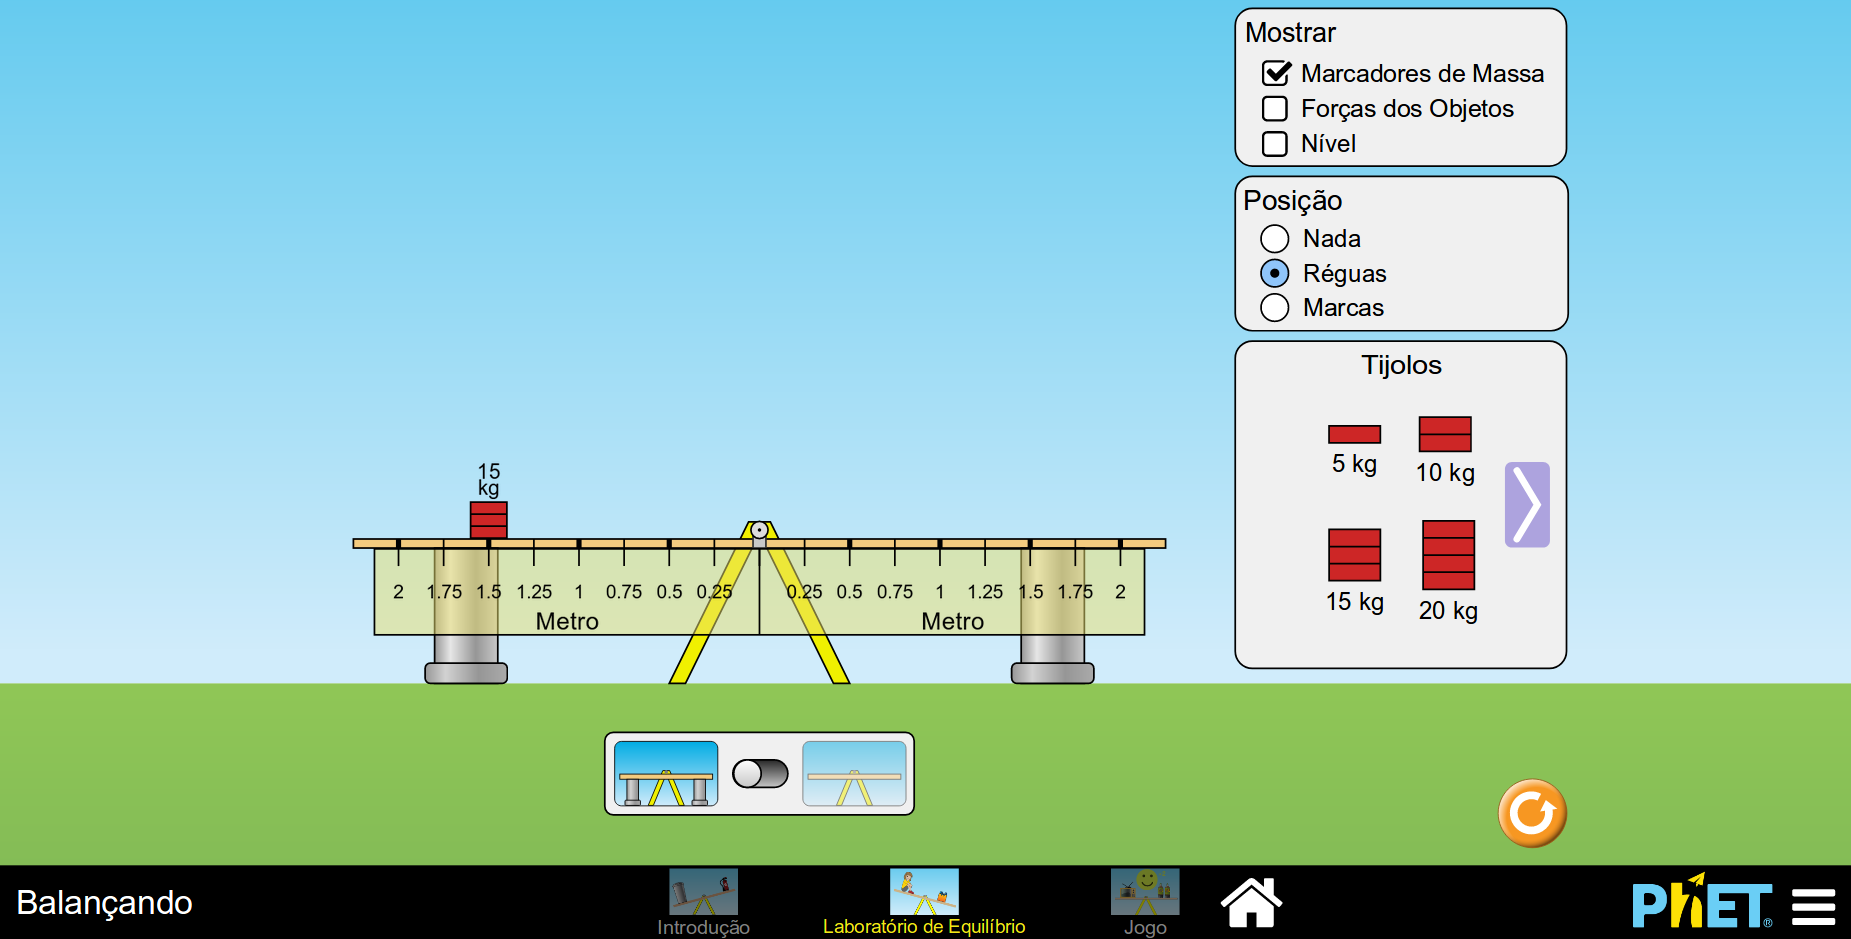 Mostrar
Marcadores de Massa
Forças dos Objetos
Nível
Posição
Nada
Réguas
Marcas
Tijolos
5 kg
10 kg
15 kg
20 kg
15
kg
2 1.75 1.5 1.25 1 0.75 0.5 0.25 0.25 0.5 0.75 1 1.25 1.5 1.75 2
Metro Metro
Balançando
Introdução
Laboratório de Equilíbrio
Jogo
PhET®